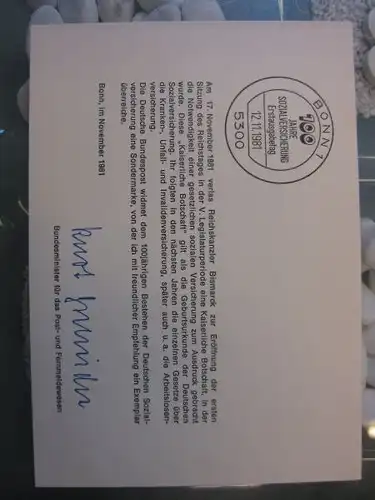 BONN 1
100
JAHRE
SOZIALVERSICHERUNG
Ersttagsbrief
12.11.1981
5300
Am 17. November 1881 verlas Reichskanzler Bismarck zur Eröffnung der ersten
Sitzung des Reichstages in der V. Legislaturperiode eine Kaiserliche Botschaft, in der
die Notwendigkeit einer gesetzlichen sozialen Versicherung zum Ausdruck gebracht
wurde. Diese „Kaiserliche Botschaft" gilt als die Geburtsurkunde der Deutschen
Sozialversicherung. Ihr folgten in den nächsten Jahren die einzelnen Gesetze über
die Kranken-, Unfall- und Invalidenversicherung, später auch u. a. die Arbeitslosen-
versicherung.
Die Deutsche Bundespost widmet dem 100jährigen Bestehen der Deutschen Sozial-
versicherung eine Sondermarke, von der ich mit freundlicher Empfehlung ein Exemplar
überreiche.
Bonn, im November 1981
Kurt Gscheidle
Bundesminister für das Post- und Fernmeldewesen